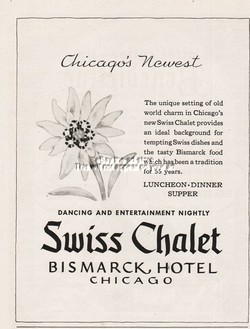 Chicago's Newest
The unique setting of old
world charm in Chicago's
new Swiss Chalet provides
an ideal background for
tempting Swiss dishes and
the tasty Bismarck food
which has been a tradition
for 55 years.
LUNCHEON · DINNER
SUPPER
DANCING AND ENTERTAINMENT NIGHTLY
Swiss Chalet
BISMARCK HOTEL
CHICAGO